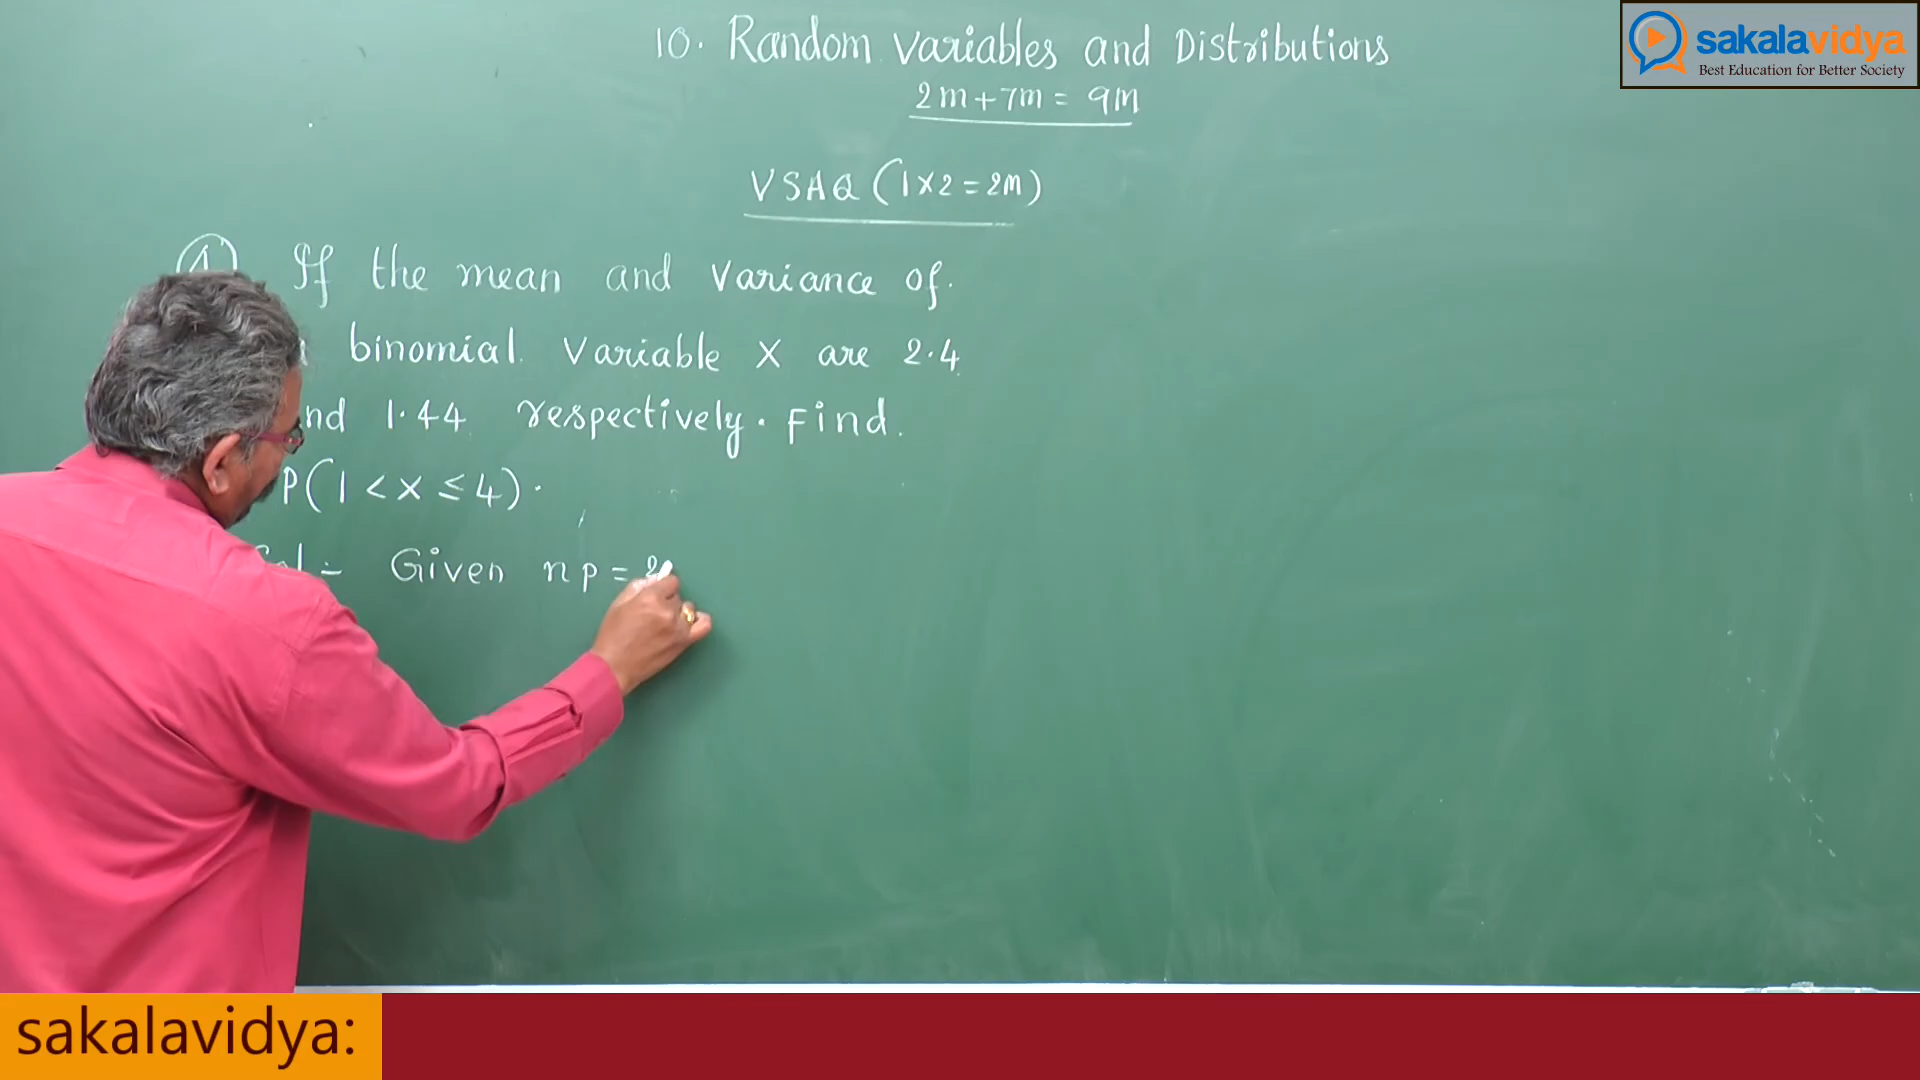 10. Random Variables and Distributions
2m+7m = 9M
sakalavidya
Best Education for Better Society
VSAQ (1×2=2m)
If the mean and Variance of.
binomial Variable X are 2.4
nd 1.44 respectively. Find.
P(1 < x ≤ 4).
Given np = 2
sakalavidya: